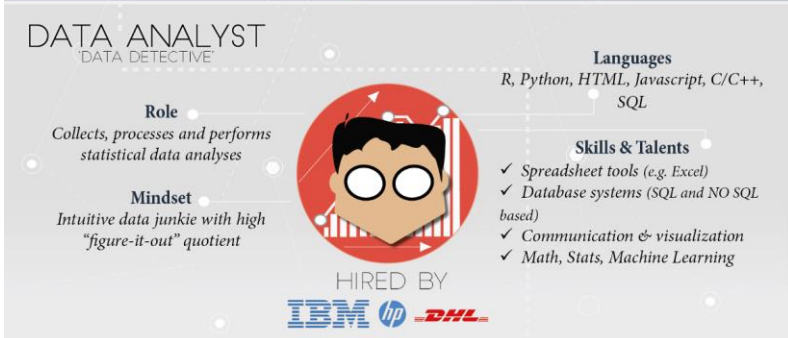 DATA ANALYST
'DATA DETECTIVE'
Role
Collects, processes and performs
statistical data analyses
Mindset
Intuitive data junkie with high
“figure-it-out” quotient
Languages
R, Python, HTML, Javascript, C/C++,
SQL
Skills & Talents
✓ Spreadsheet tools (e.g. Excel)
✓ Database systems (SQL and NO SQL
based)
✓ Communication & visualization
✓ Math, Stats, Machine Learning
HIRED BY
IBM hp DHL